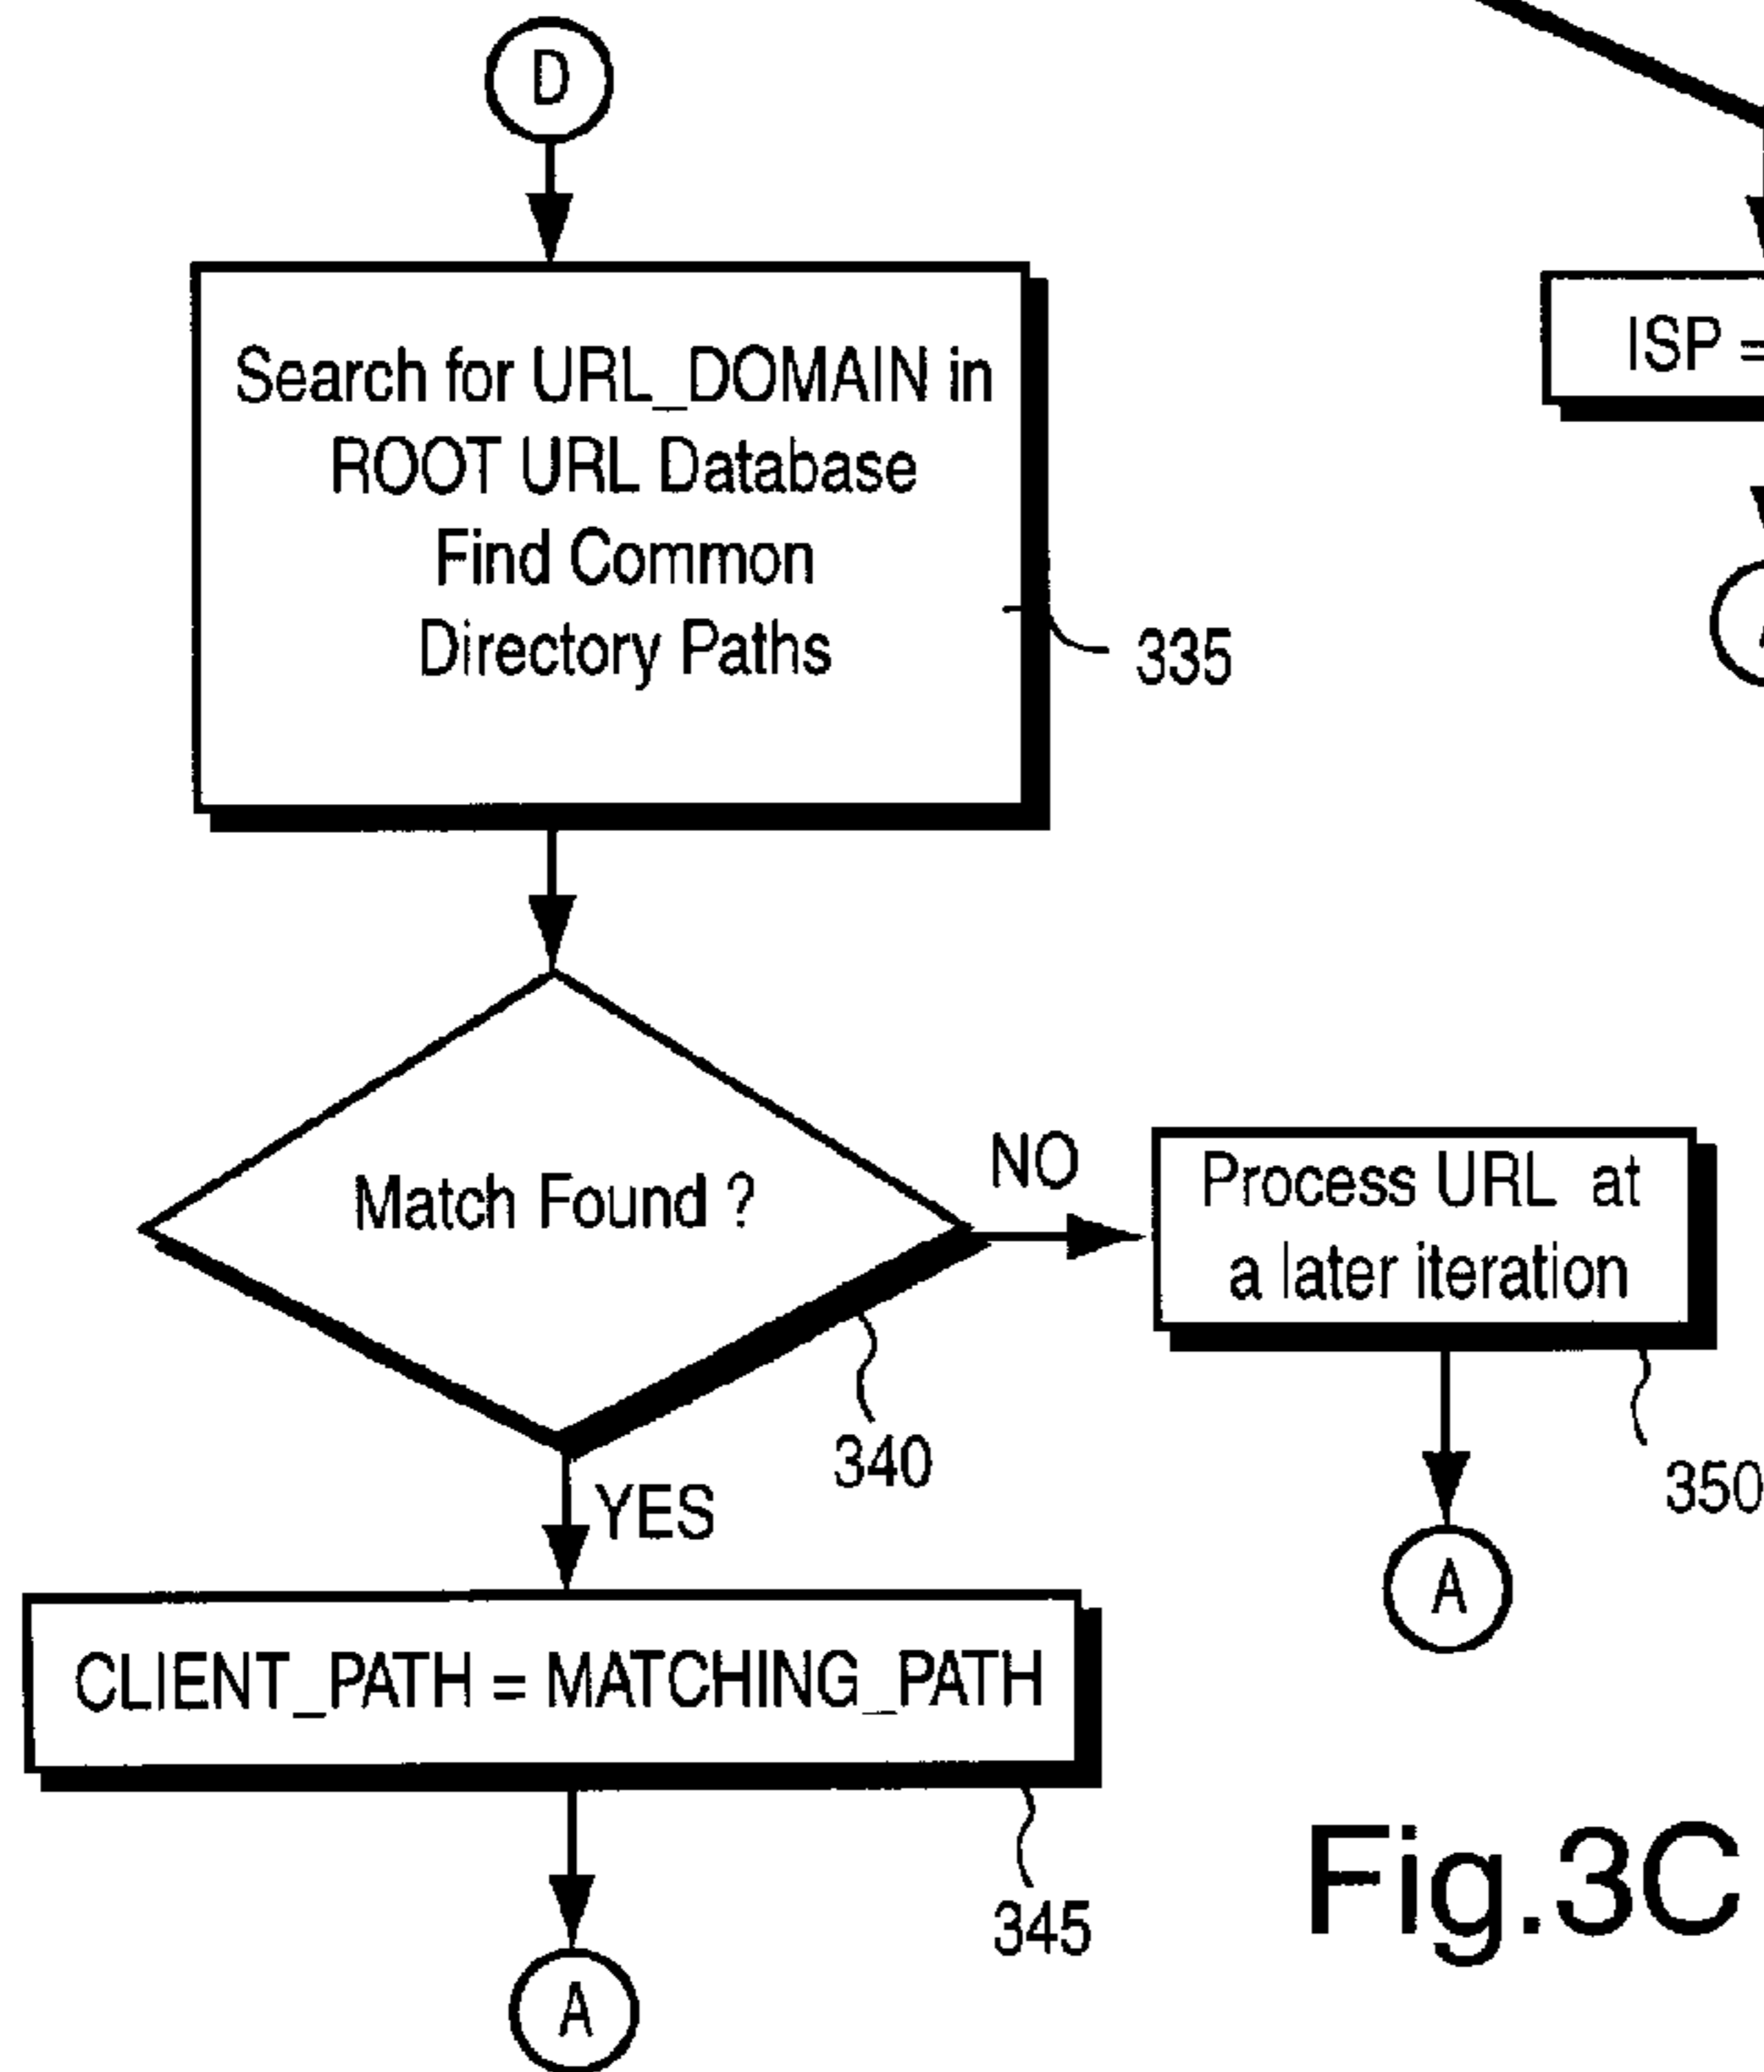 D
Search for URL_DOMAIN in
ROOT URL Database
Find Common
Directory Paths
335
ISP =
Match Found ?
NO
Process URL at
a later iteration
340
350
YES
A
CLIENT_PATH = MATCHING_PATH
345
A
Fig.3C